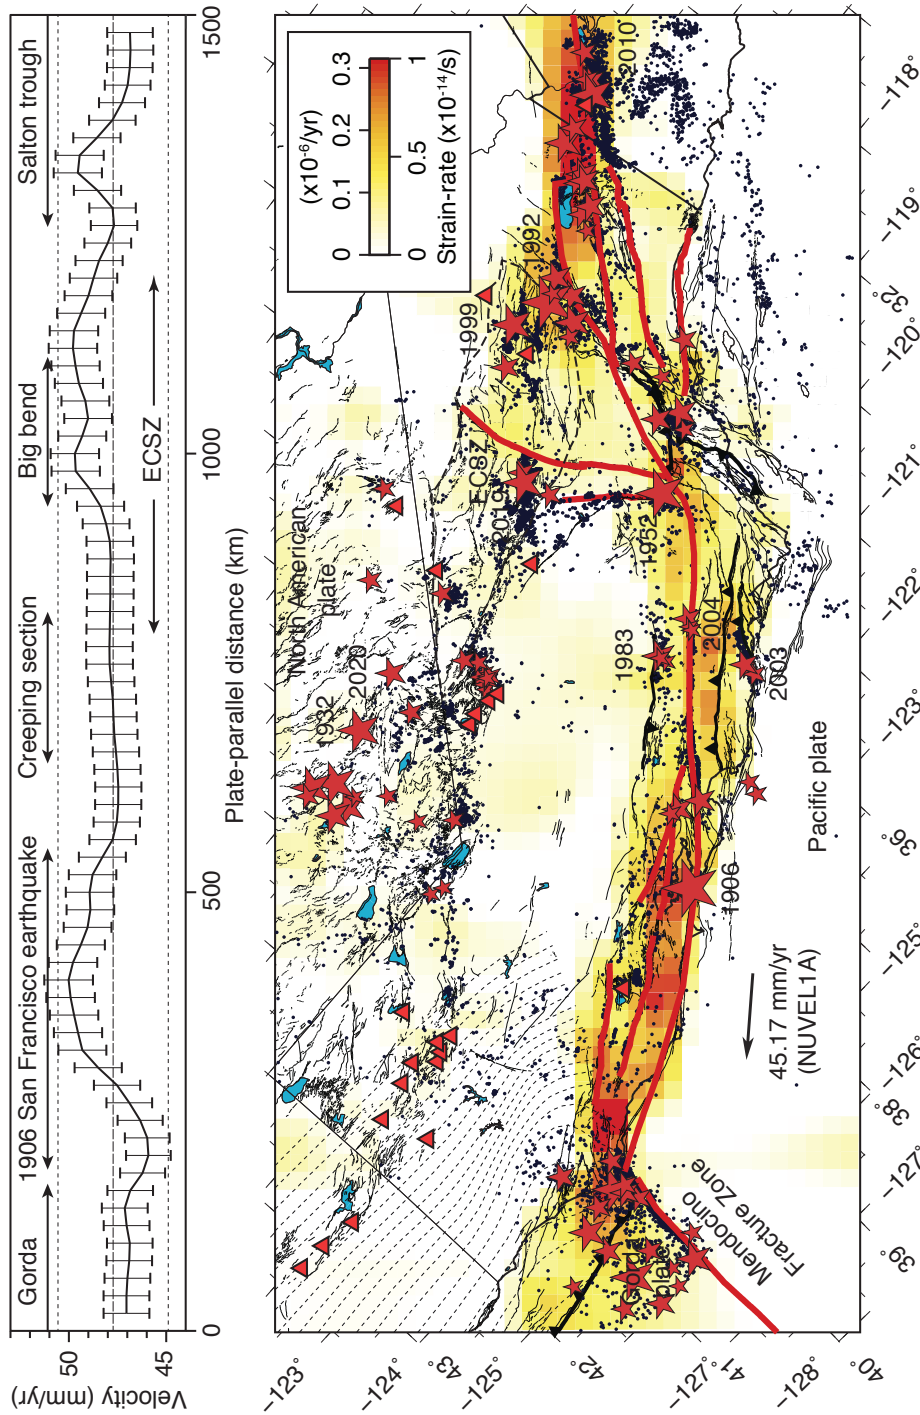 Gorda
1906 San Francisco earthquake
Creeping section
Big bend
Salton trough
ECSZ
Velocity (mm/yr)
50
45
0
500
1000
1500
Plate-parallel distance (km)
(x10⁻⁶/yr)
0 0.1 0.2 0.3
0 0.5 1
Strain-rate (x10⁻¹⁴/s)
North American
plate
1932
2020
2019
ECSZ
1999
1992
2010
1983
1952
2004
2003
1906
Gorda
plate
Pacific plate
45.17 mm/yr
(NUVEL1A)
Mendocino
Fracture Zone
−123°
−124°
43°
−125°
42°
−127°
41°
−128°
40°
39°
−127°
38°
−126°
−125°
36°
−123°
−122°
−121°
−120°
32°
−119°
−118°